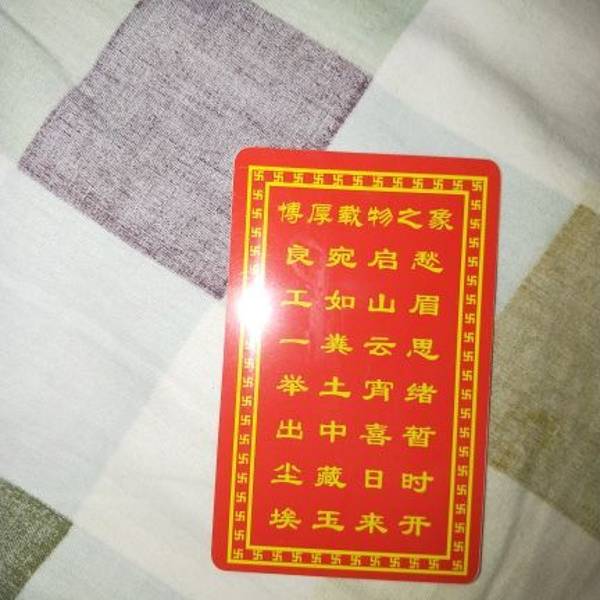 博厚载物之象
愁眉思绪暂时开
启山云宵喜日来
宛如粪土中藏玉
良工一举出尘埃